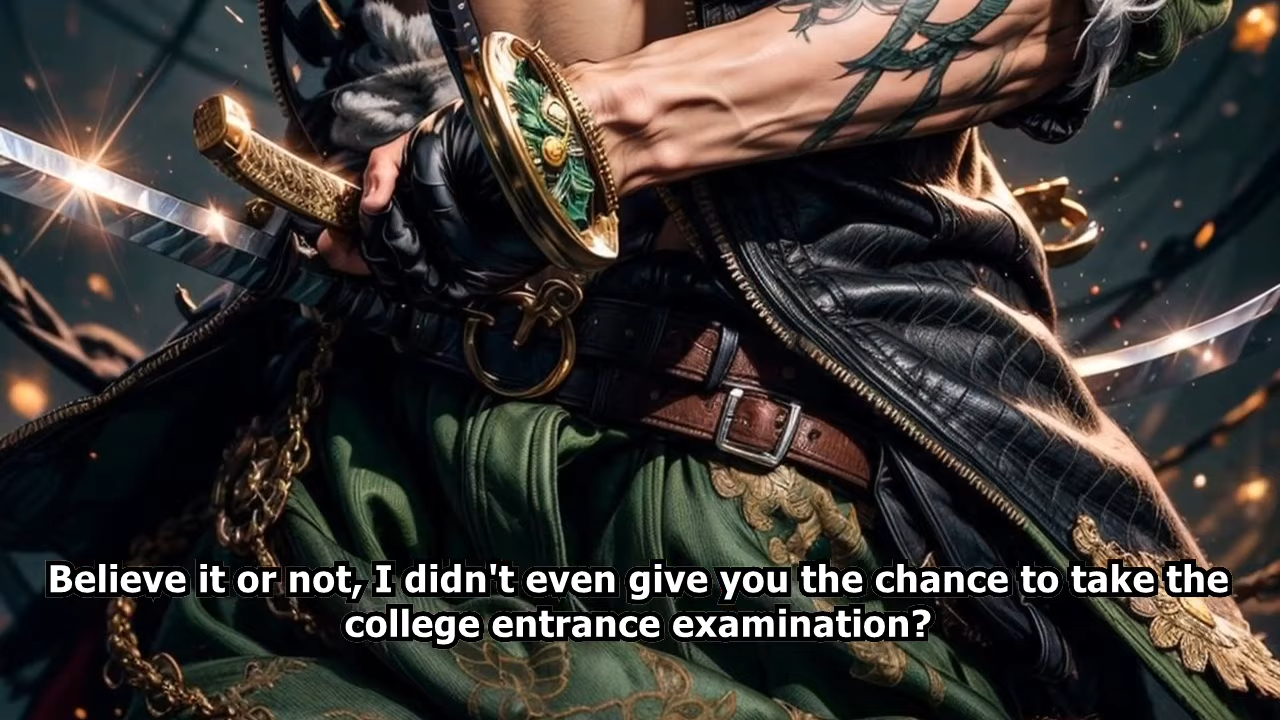 Believe it or not, I didn't even give you the chance to take the
college entrance examination?